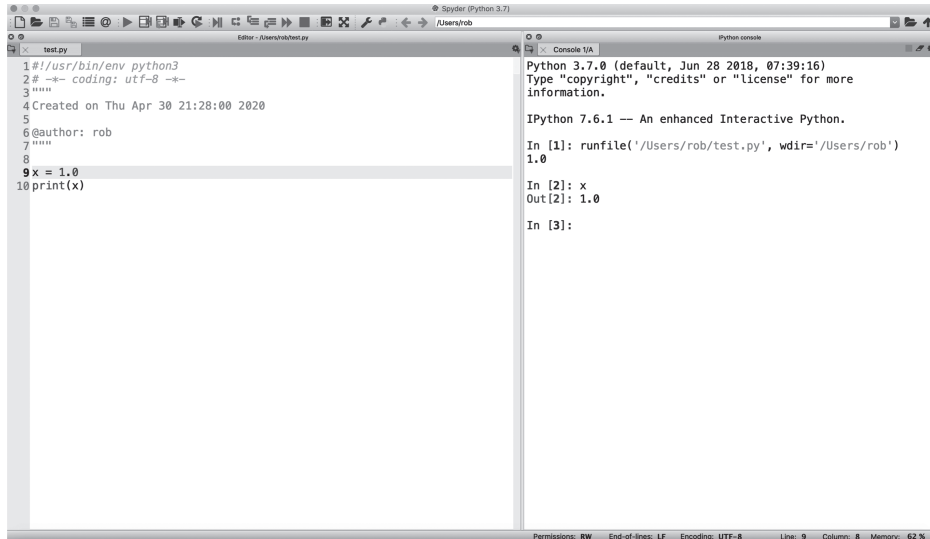 Spyder (Python 3.7)
/Users/rob
Editor - /Users/rob/test.py
test.py
1 #!/usr/bin/env python3
2 # -*- coding: utf-8 -*-
3 """
4 Created on Thu Apr 30 21:28:00 2020
5
6 @author: rob
7 """
8
9 x = 1.0
10 print(x)
IPython console
Console 1/A
Python 3.7.0 (default, Jun 28 2018, 07:39:16)
Type "copyright", "credits" or "license" for more
information.
IPython 7.6.1 -- An enhanced Interactive Python.
In [1]: runfile('/Users/rob/test.py', wdir='/Users/rob')
1.0
In [2]: x
Out[2]: 1.0
In [3]:
Permissions: RW End-of-lines: LF Encoding: UTF-8 Line: 9 Column: 8 Memory: 62 %